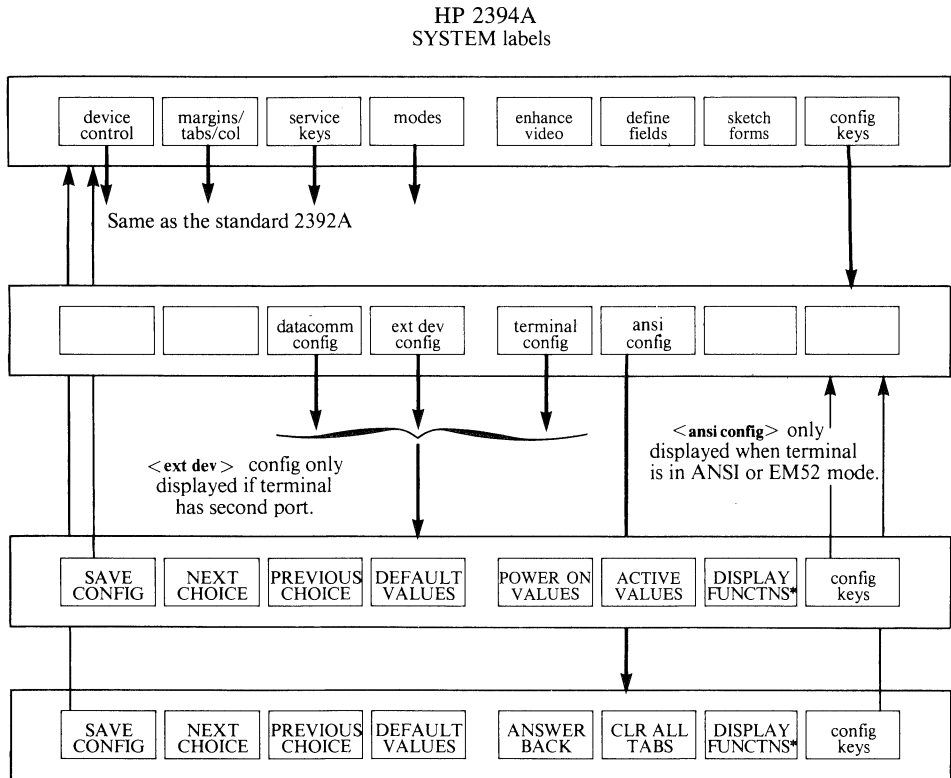 HP 2394A
SYSTEM labels
device control
margins/ tabs/col
service keys
modes
enhance video
define fields
sketch forms
config keys
Same as the standard 2392A
datacomm config
ext dev config
terminal config
ansi config
<ext dev> config only
displayed if terminal
has second port.
<ansi config> only
displayed when terminal
is in ANSI or EM52 mode.
SAVE CONFIG
NEXT CHOICE
PREVIOUS CHOICE
DEFAULT VALUES
POWER ON VALUES
ACTIVE VALUES
DISPLAY FUNCTNS*
config keys
SAVE CONFIG
NEXT CHOICE
PREVIOUS CHOICE
DEFAULT VALUES
ANSWER BACK
CLR ALL TABS
DISPLAY FUNCTNS*
config keys